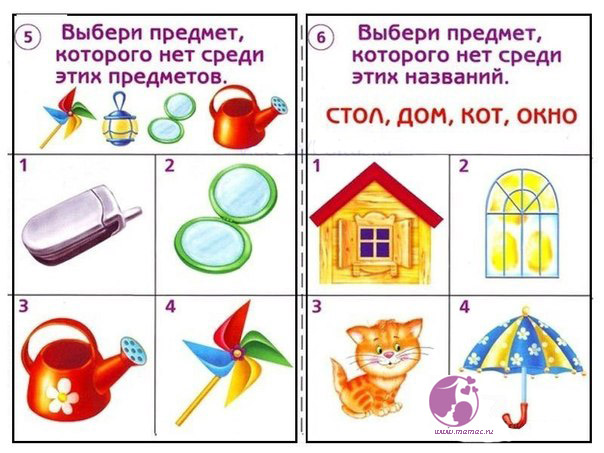 5
Выбери предмет,
которого нет среди
этих предметов.
1
2
3
4
6
Выбери предмет,
которого нет среди
этих названий.
СТОЛ, ДОМ, КОТ, ОКНО
1
2
3
4
www.mamac.ru